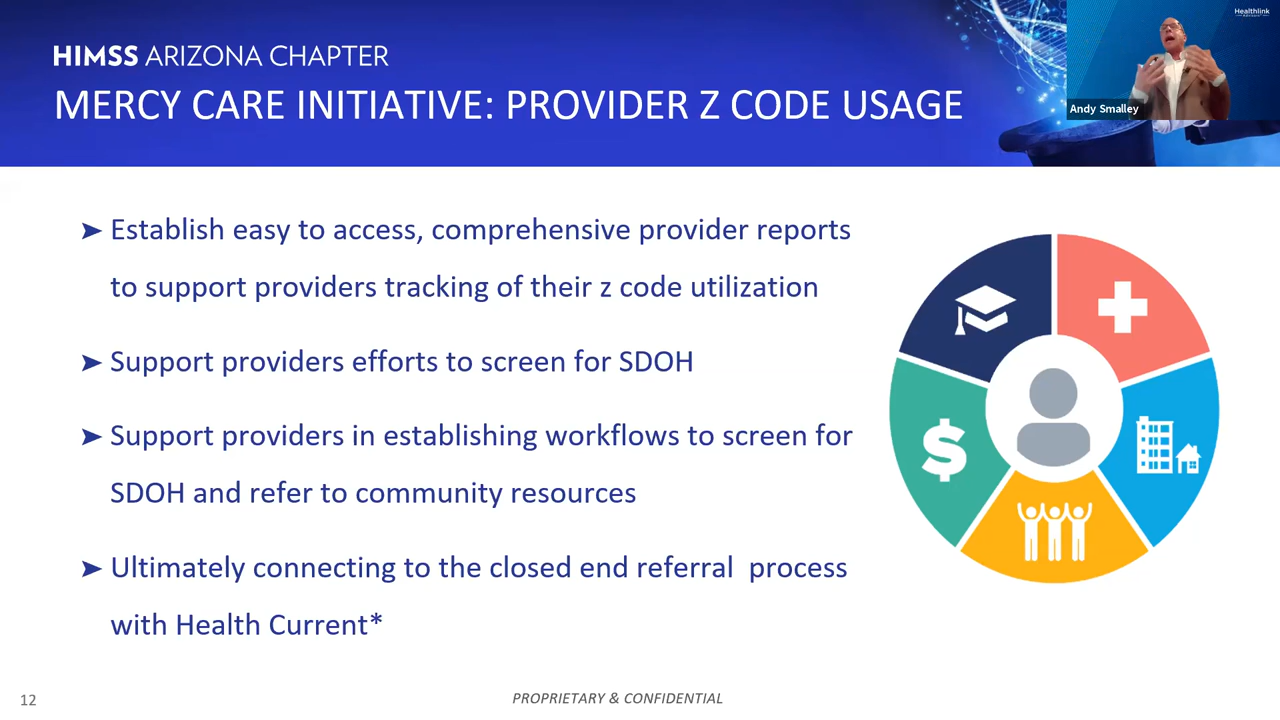 HIMSS ARIZONA CHAPTER
MERCY CARE INITIATIVE: PROVIDER Z CODE USAGE
Healthlink
Andy Smalley
➤ Establish easy to access, comprehensive provider reports
to support providers tracking of their z code utilization
➤ Support providers efforts to screen for SDOH
➤ Support providers in establishing workflows to screen for
SDOH and refer to community resources
➤ Ultimately connecting to the closed end referral process
with Health Current*
$
12
PROPRIETARY & CONFIDENTIAL